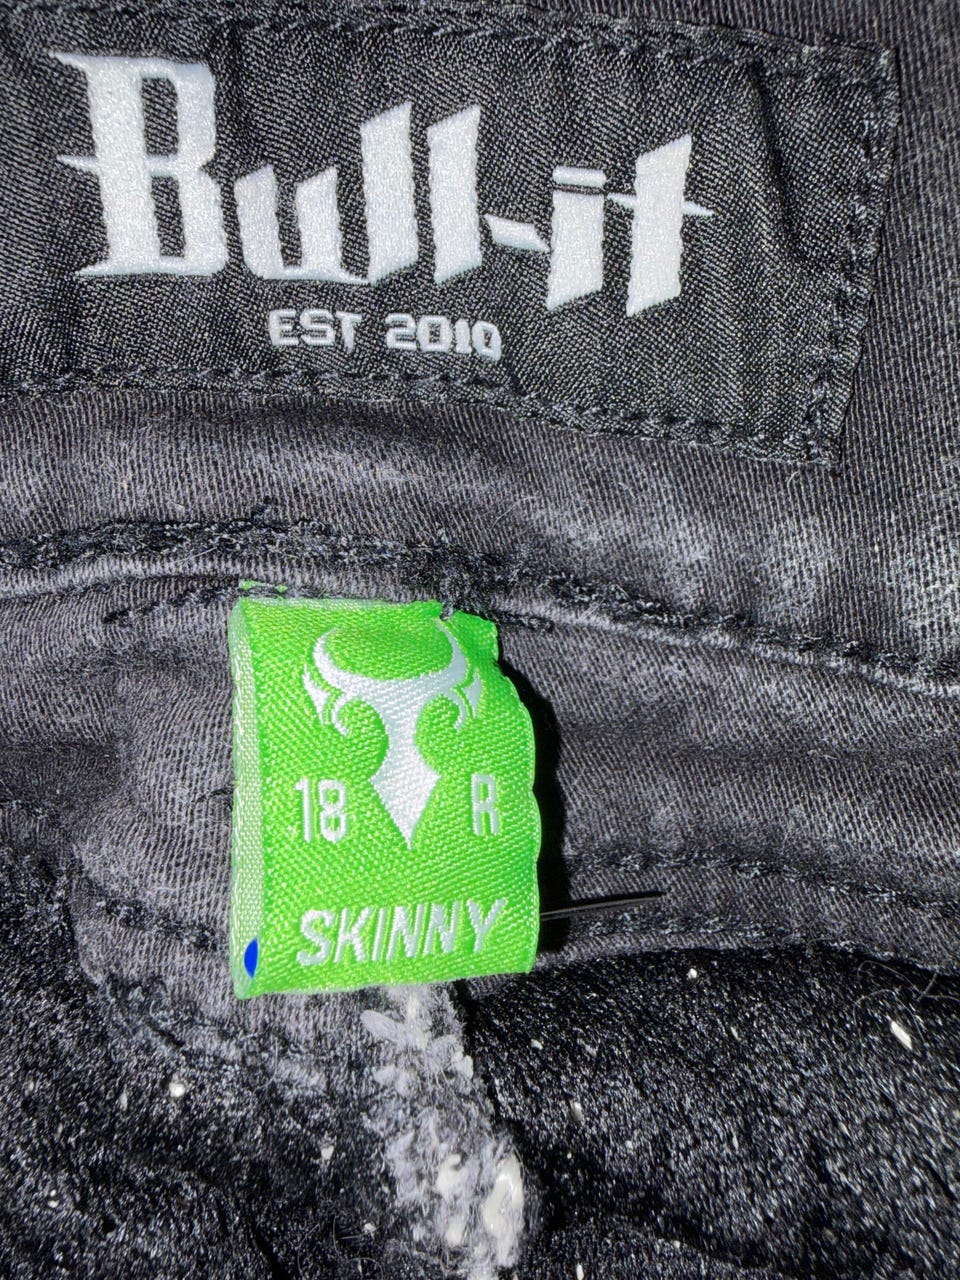 Bull-it
EST 2010
18 R
SKINNY